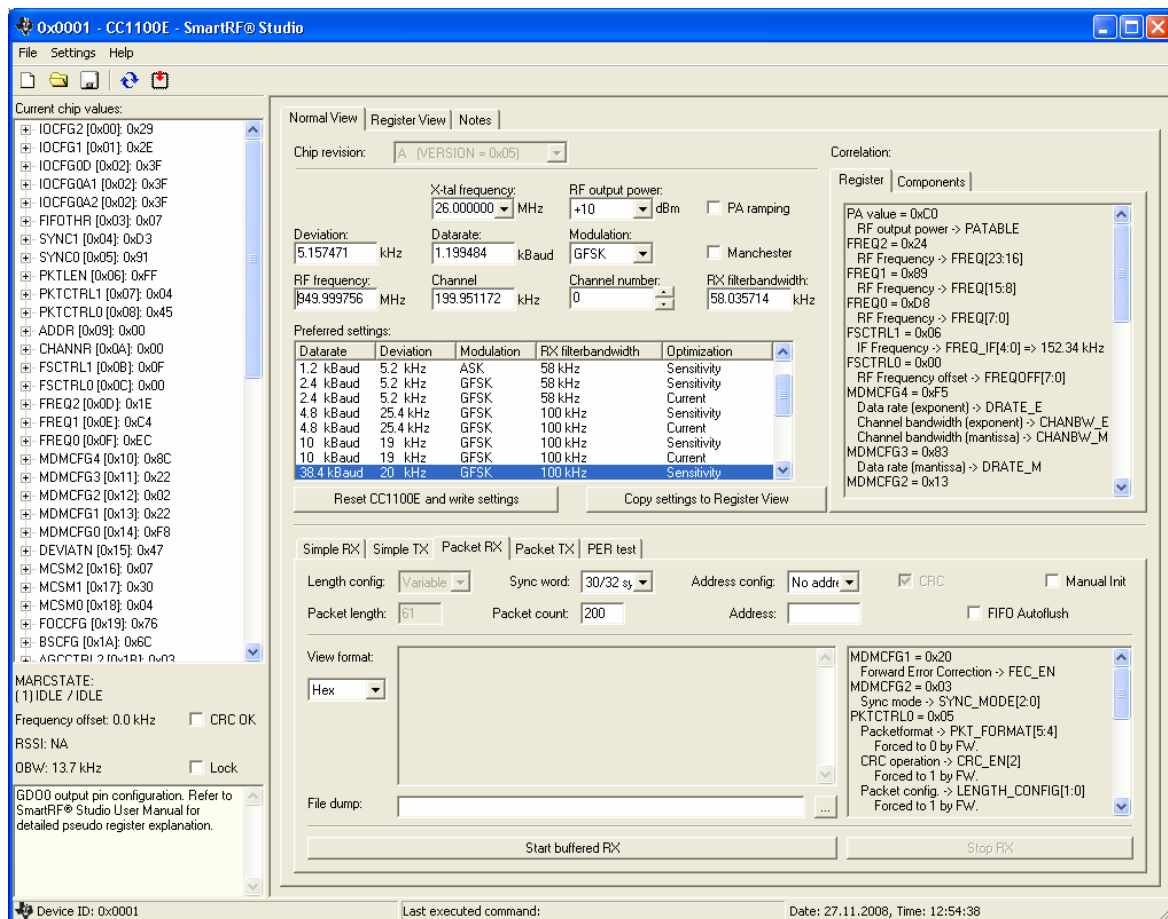 0x0001 - CC1100E - SmartRF® Studio
File Settings Help
Current chip values:
IOCFG2 [0x00]: 0x29
IOCFG1 [0x01]: 0x2E
IOCFG0D [0x02]: 0x3F
IOCFG0A1 [0x02]: 0x3F
IOCFG0A2 [0x02]: 0x3F
FIFOTHR [0x03]: 0x07
SYNC1 [0x04]: 0xD3
SYNC0 [0x05]: 0x91
PKTLEN [0x06]: 0xFF
PKTCTRL1 [0x07]: 0x04
PKTCTRL0 [0x08]: 0x45
ADDR [0x09]: 0x00
CHANNR [0x0A]: 0x00
FSCTRL1 [0x0B]: 0x0F
FSCTRL0 [0x0C]: 0x00
FREQ2 [0x0D]: 0x1E
FREQ1 [0x0E]: 0xC4
FREQ0 [0x0F]: 0xEC
MDMCFG4 [0x10]: 0x8C
MDMCFG3 [0x11]: 0x22
MDMCFG2 [0x12]: 0x02
MDMCFG1 [0x13]: 0x22
MDMCFG0 [0x14]: 0xF8
DEVIATN [0x15]: 0x47
MCSM2 [0x16]: 0x07
MCSM1 [0x17]: 0x30
MCSM0 [0x18]: 0x04
FOCCFG [0x19]: 0x76
BSCFG [0x1A]: 0x6C
AGCCTRL2 [0x1B]: 0x03
MARCSTATE:
(1) IDLE / IDLE
Frequency offset: 0.0 kHz CRC OK
RSSI: NA
OBW: 13.7 kHz Lock
GDO0 output pin configuration. Refer to
SmartRF® Studio User Manual for
detailed pseudo register explanation.
Normal View Register View Notes
Chip revision: A (VERSION = 0x05)
X-tal frequency: RF output power:
26.000000 MHz +10 dBm PA ramping
Deviation: Datarate: Modulation:
5.157471 kHz 1.199484 kBaud GFSK Manchester
RF frequency: Channel Channel number: RX filterbandwidth:
949.999756 MHz 199.951172 kHz 0 58.035714 kHz
Preferred settings:
Datarate Deviation Modulation RX filterbandwidth Optimization
1.2 kBaud 5.2 kHz ASK 58 kHz Sensitivity
2.4 kBaud 5.2 kHz GFSK 58 kHz Sensitivity
2.4 kBaud 5.2 kHz GFSK 58 kHz Current
4.8 kBaud 25.4 kHz GFSK 100 kHz Sensitivity
4.8 kBaud 25.4 kHz GFSK 100 kHz Current
10 kBaud 19 kHz GFSK 100 kHz Sensitivity
10 kBaud 19 kHz GFSK 100 kHz Current
38.4 kBaud 20 kHz GFSK 100 kHz Sensitivity
Reset CC1100E and write settings Copy settings to Register View
Correlation:
Register Components
PA value = 0xC0
RF output power -> PATABLE
FREQ2 = 0x24
RF Frequency -> FREQ[23:16]
FREQ1 = 0x89
RF Frequency -> FREQ[15:8]
FREQ0 = 0xD8
RF Frequency -> FREQ[7:0]
FSCTRL1 = 0x06
IF Frequency -> FREQ_IF[4:0] => 152.34 kHz
FSCTRL0 = 0x00
RF Frequency offset -> FREQOFF[7:0]
MDMCFG4 = 0xF5
Data rate (exponent) -> DRATE_E
Channel bandwidth (exponent) -> CHANBW_E
Channel bandwidth (mantissa) -> CHANBW_M
MDMCFG3 = 0x83
Data rate (mantissa) -> DRATE_M
MDMCFG2 = 0x13
Simple RX Simple TX Packet RX Packet TX PER test
Length config: Variable Sync word: 30/32 sy Address config: No addre CRC Manual Init
Packet length: 61 Packet count: 200 Address: FIFO Autoflush
View format:
Hex
File dump: ...
MDMCFG1 = 0x20
Forward Error Correction -> FEC_EN
MDMCFG2 = 0x03
Sync mode -> SYNC_MODE[2:0]
PKTCTRL0 = 0x05
Packetformat -> PKT_FORMAT[5:4]
Forced to 0 by FW.
CRC operation -> CRC_EN[2]
Forced to 1 by FW.
Packet config. -> LENGTH_CONFIG[1:0]
Forced to 1 by FW.
Start buffered RX Stop RX
Device ID: 0x0001 Last executed command: Date: 27.11.2008, Time: 12:54:38